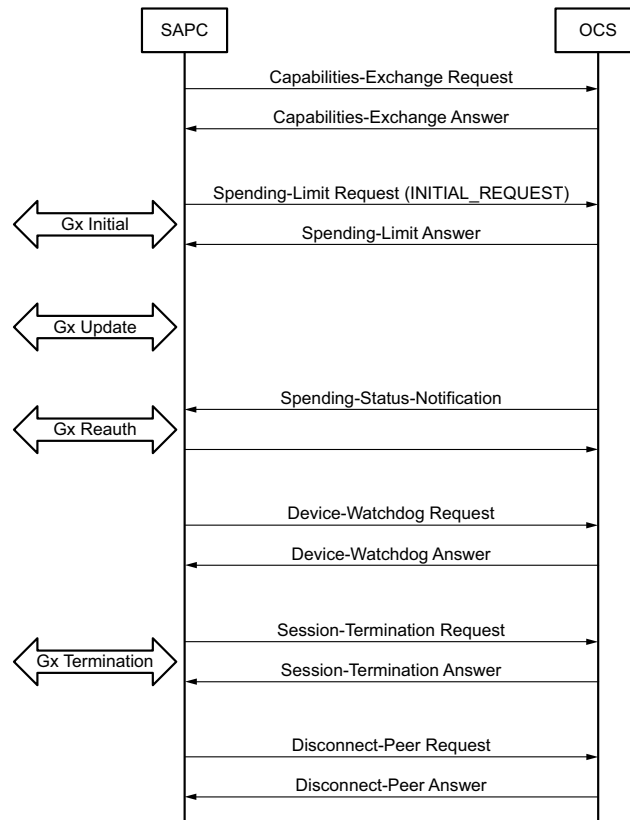 SAPC
OCS
Capabilities-Exchange Request
Capabilities-Exchange Answer
Spending-Limit Request (INITIAL_REQUEST)
Gx Initial
Spending-Limit Answer
Gx Update
Spending-Status-Notification
Gx Reauth
Device-Watchdog Request
Device-Watchdog Answer
Session-Termination Request
Gx Termination
Session-Termination Answer
Disconnect-Peer Request
Disconnect-Peer Answer